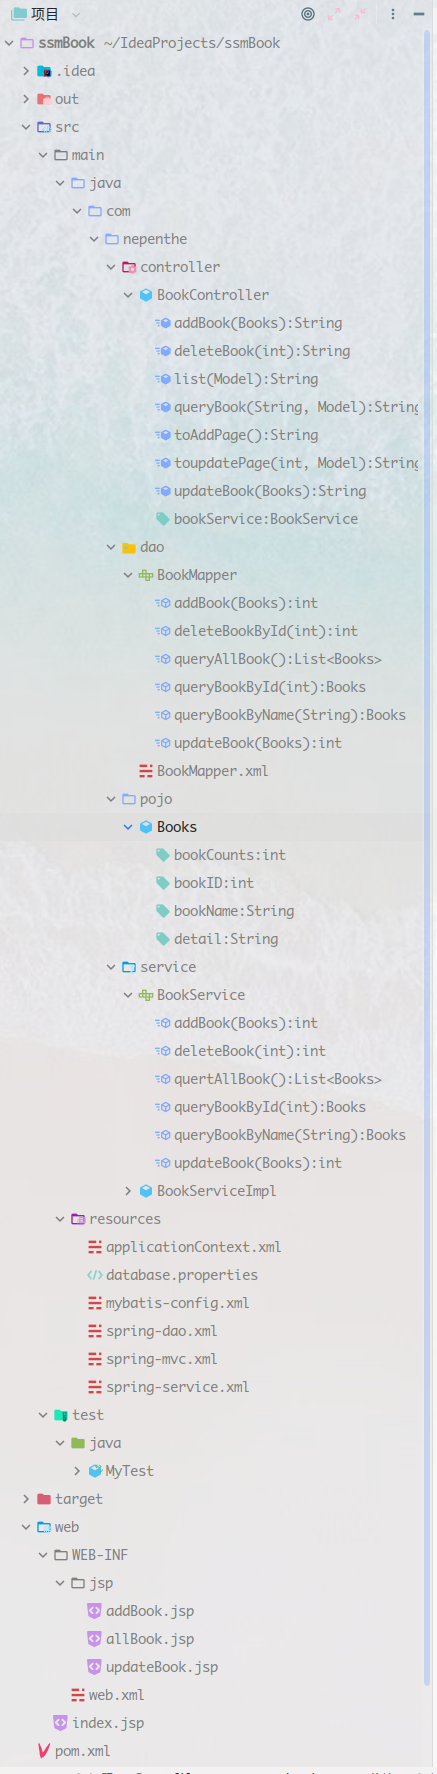 项目
ssmBook ~/IdeaProjects/ssmBook
.idea
out
src
main
java
com
nepenthe
controller
BookController
addBook(Books):String
deleteBook(int):String
list(Model):String
queryBook(String, Model):String
toAddPage():String
toupdatePage(int, Model):String
updateBook(Books):String
bookService:BookService
dao
BookMapper
addBook(Books):int
deleteBookById(int):int
queryAllBook():List<Books>
queryBookById(int):Books
queryBookByName(String):Books
updateBook(Books):int
BookMapper.xml
pojo
Books
bookCounts:int
bookID:int
bookName:String
detail:String
service
BookService
addBook(Books):int
deleteBook(int):int
quertAllBook():List<Books>
queryBookById(int):Books
queryBookByName(String):Books
updateBook(Books):int
BookServiceImpl
resources
applicationContext.xml
database.properties
mybatis-config.xml
spring-dao.xml
spring-mvc.xml
spring-service.xml
test
java
MyTest
target
web
WEB-INF
jsp
addBook.jsp
allBook.jsp
updateBook.jsp
web.xml
index.jsp
pom.xml